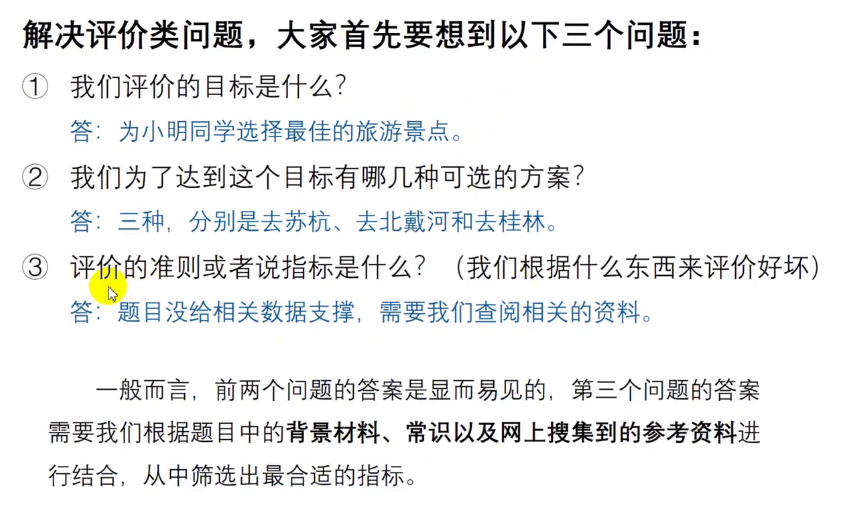 解决评价类问题，大家首先要想到以下三个问题：
① 我们评价的目标是什么？
答：为小明同学选择最佳的旅游景点。
② 我们为了达到这个目标有哪几种可选的方案？
答：三种，分别是去苏杭、去北戴河和去桂林。
③ 评价的准则或者说指标是什么？（我们根据什么东西来评价好坏）
答：题目没给相关数据支撑，需要我们查阅相关的资料。
一般而言，前两个问题的答案是显而易见的，第三个问题的答案
需要我们根据题目中的背景材料、常识以及网上搜集到的参考资料进
行结合，从中筛选出最合适的指标。